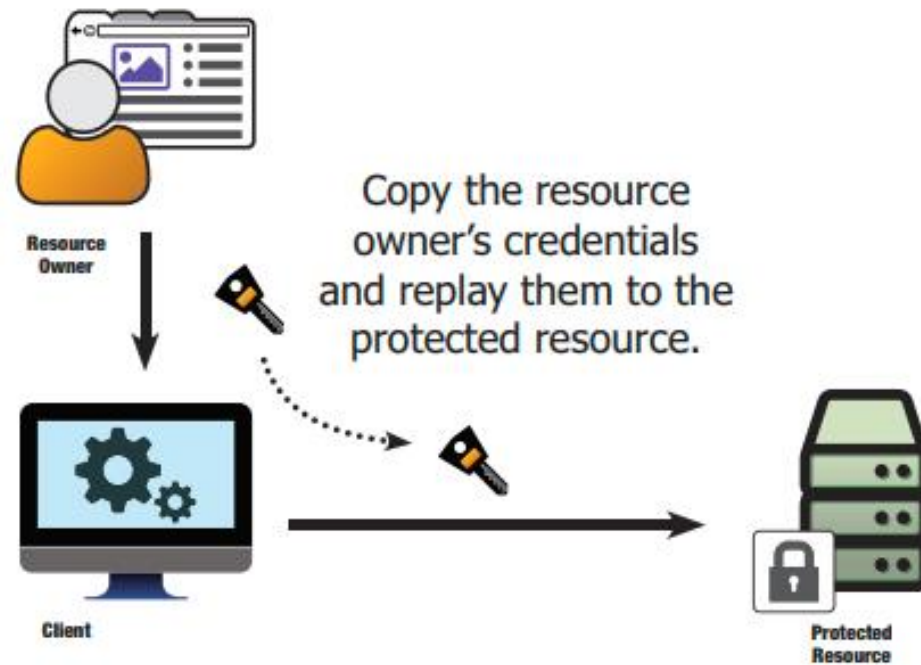 Copy the resource
owner's credentials
and replay them to the
protected resource.
Resource
Owner
Client
Protected
Resource